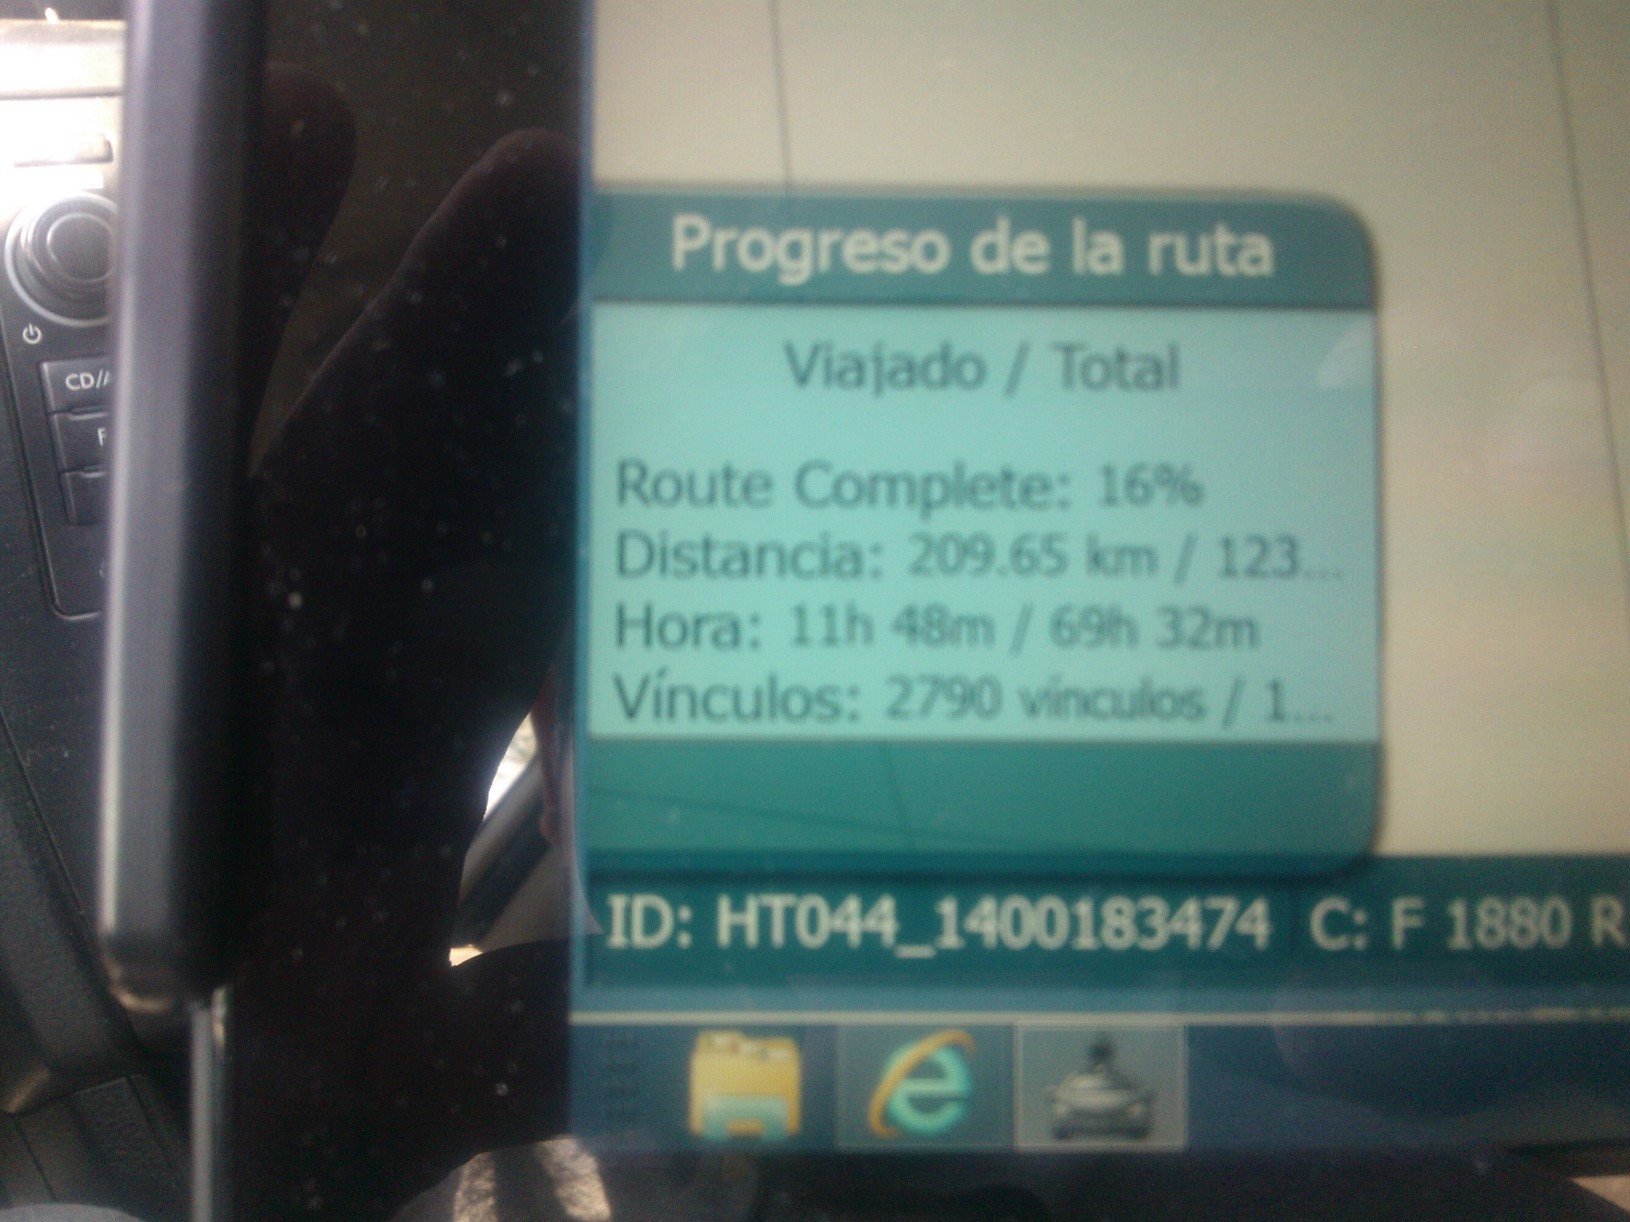 Progreso de la ruta
Viajado / Total
Route Complete: 16%
Distancia: 209.65 km / 123...
Hora: 11h 48m / 69h 32m
Vínculos: 2790 vínculos / 1...
ID: HT044_1400183474 C: F 1880 R
CD/A
F